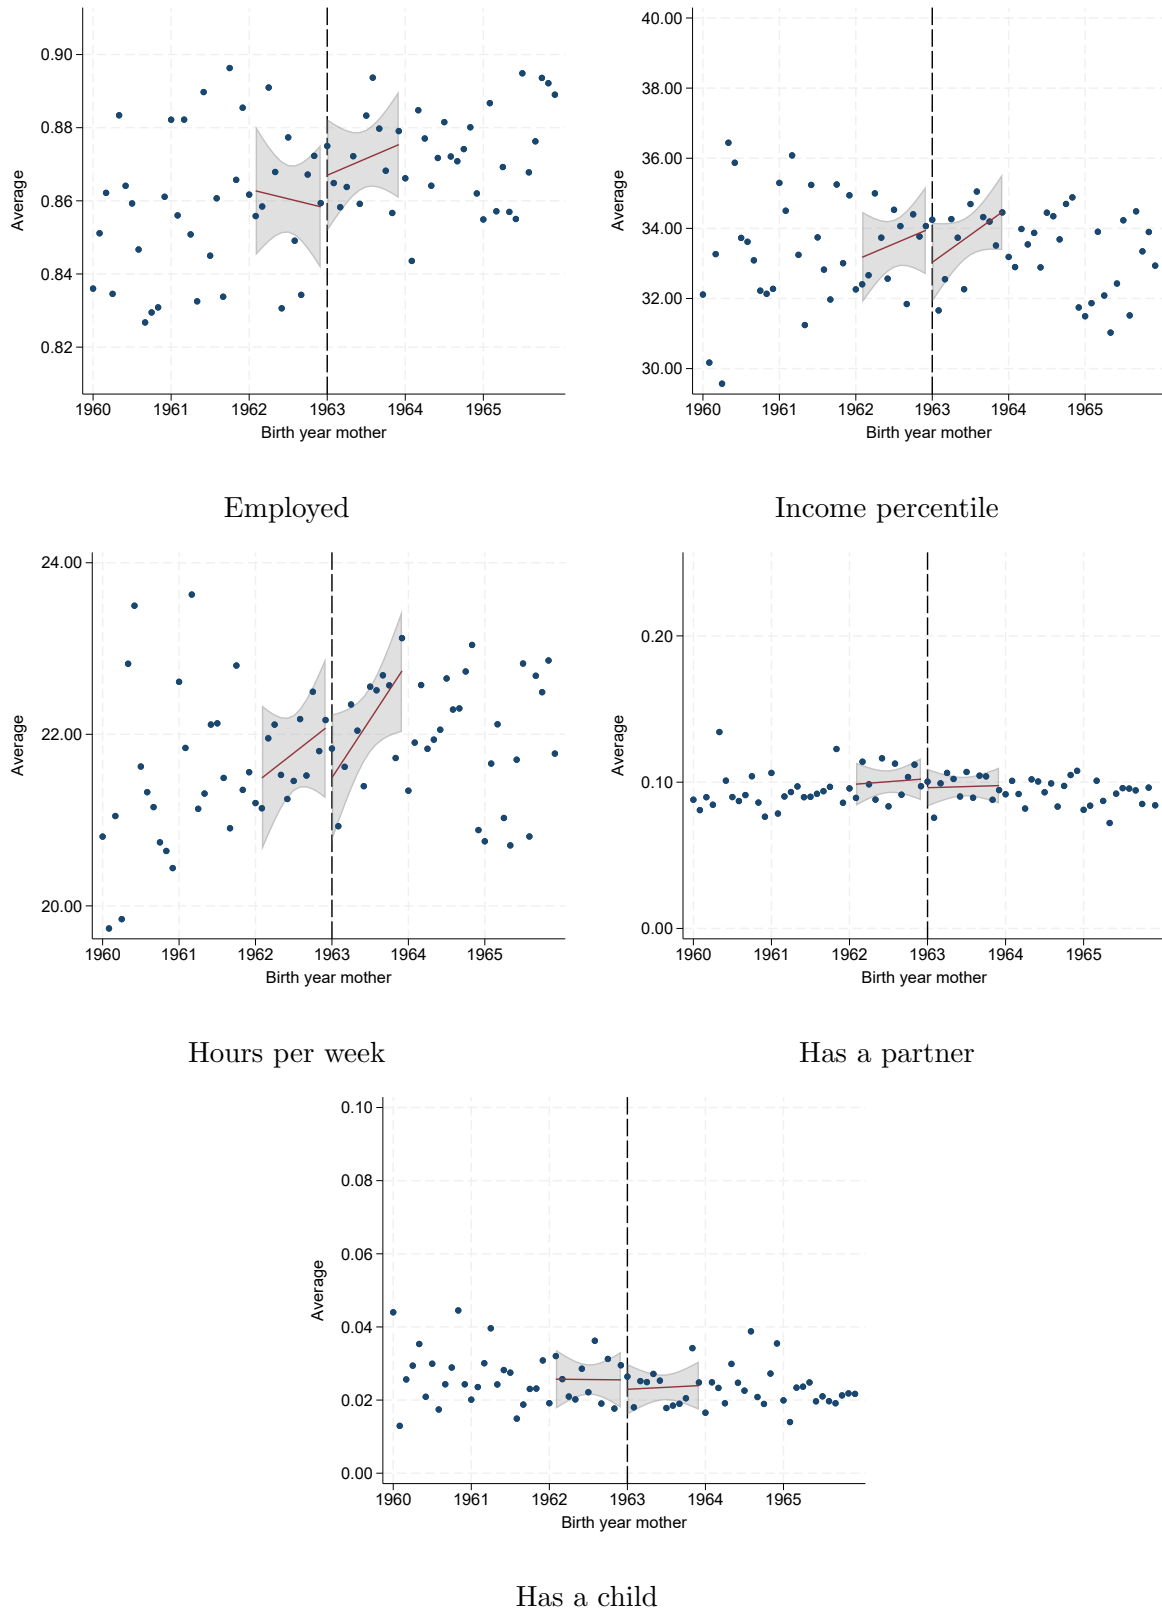 0.90
0.88
0.86
0.84
0.82
Average
1960 1961 1962 1963 1964 1965
Birth year mother
Employed
40.00
38.00
36.00
34.00
32.00
30.00
Average
1960 1961 1962 1963 1964 1965
Birth year mother
Income percentile
24.00
22.00
20.00
Average
1960 1961 1962 1963 1964 1965
Birth year mother
Hours per week
0.20
0.10
0.00
Average
1960 1961 1962 1963 1964 1965
Birth year mother
Has a partner
0.10
0.08
0.06
0.04
0.02
0.00
Average
1960 1961 1962 1963 1964 1965
Birth year mother
Has a child